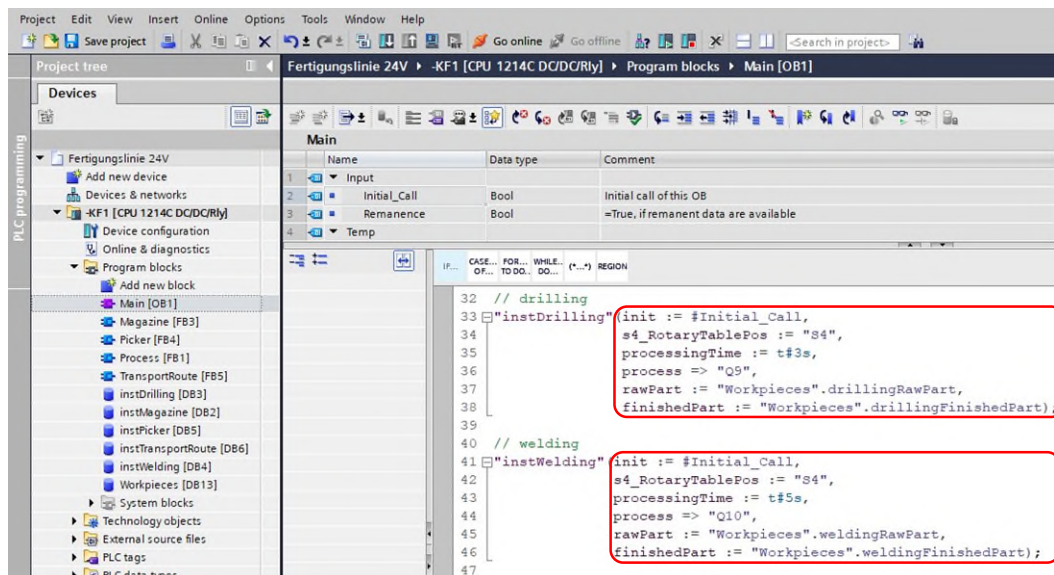 Project Edit View Insert Online Options Tools Window Help
Save project Go online Go offline <Search in project>
Project tree
Fertigungslinie 24V ▸ -KF1 [CPU 1214C DC/DC/Rly] ▸ Program blocks ▸ Main [OB1]
Devices
PLC programming
Fertigungslinie 24V
Add new device
Devices & networks
-KF1 [CPU 1214C DC/DC/Rly]
Device configuration
Online & diagnostics
Program blocks
Add new block
Main [OB1]
Magazine [FB3]
Picker [FB4]
Process [FB1]
TransportRoute [FB5]
instDrilling [DB3]
instMagazine [DB2]
instPicker [DB5]
instTransportRoute [DB6]
instWelding [DB4]
Workpieces [DB13]
System blocks
Technology objects
External source files
PLC tags
PLC data types
Main
Name Data type Comment
1 Input
2 Initial_Call Bool Initial call of this OB
3 Remanence Bool =True, if remanent data are available
4 Temp
IF... CASE... OF... FOR... TO DO.. WHILE.. DO... (*...*) REGION
32 // drilling
33 "instDrilling"(init := #Initial_Call,
34 s4_RotaryTablePos := "S4",
35 processingTime := t#3s,
36 process => "Q9",
37 rawPart := "Workpieces".drillingRawPart,
38 finishedPart := "Workpieces".drillingFinishedPart);
39
40 // welding
41 "instWelding"(init := #Initial_Call,
42 s4_RotaryTablePos := "S4",
43 processingTime := t#5s,
44 process => "Q10",
45 rawPart := "Workpieces".weldingRawPart,
46 finishedPart := "Workpieces".weldingFinishedPart);
47